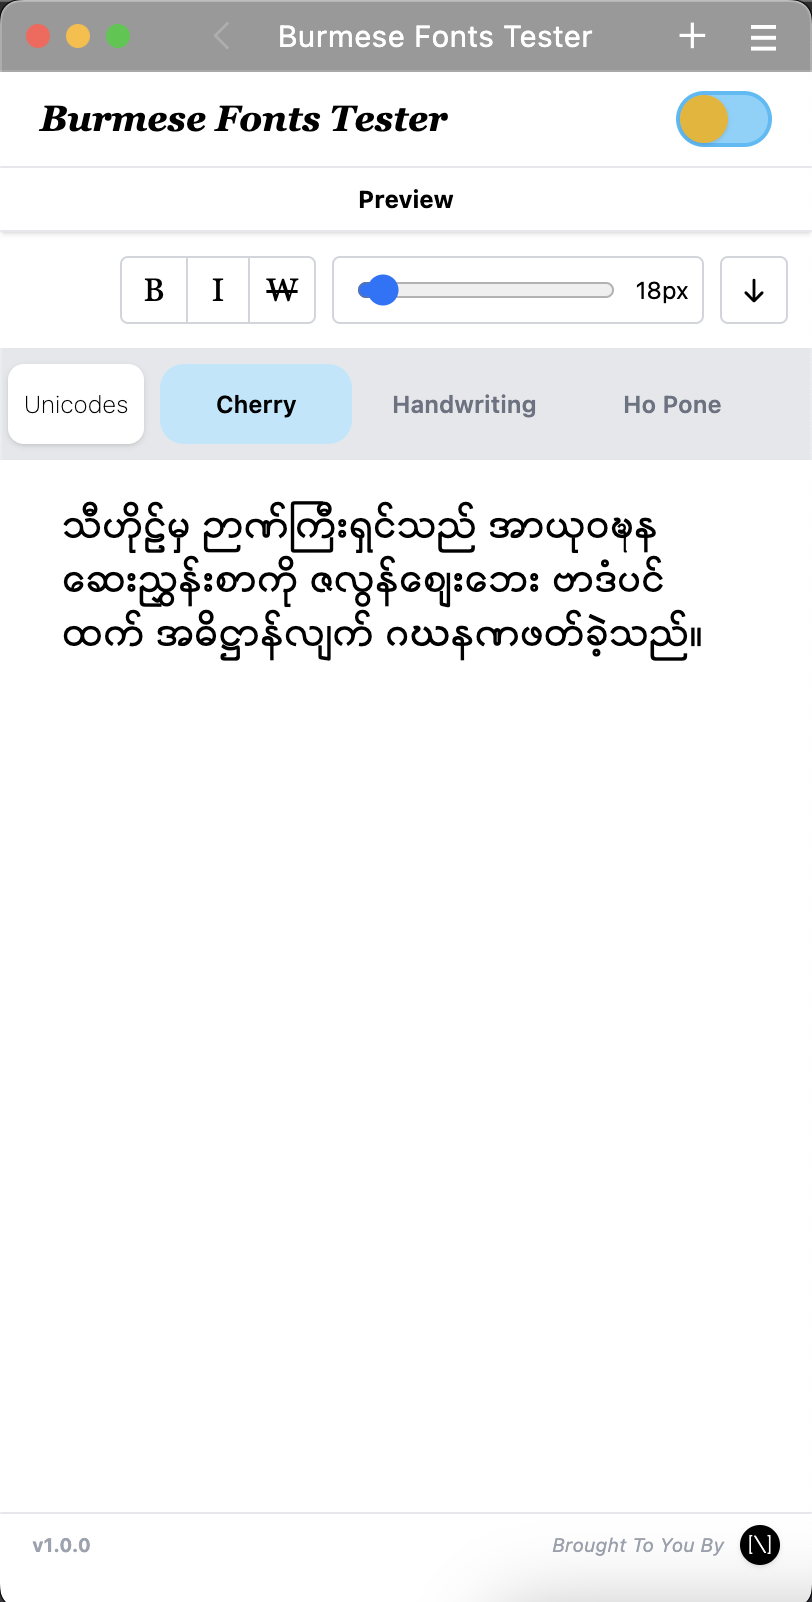 Burmese Fonts Tester
Burmese Fonts Tester
Preview
B I W 18px
Unicodes Cherry Handwriting Ho Pone
သီဟိုဠ်မှ ဉာဏ်ကြီးရှင်သည် အာယုဝဍ္ဎန
ဆေးညွှန်းစာကို ဇလွန်ဈေးဘေး ဗာဒံပင်
ထက် အဓိဋ္ဌာန်လျက် ဂဃနဏဖတ်ခဲ့သည်။
v1.0.0 Brought To You By [\]